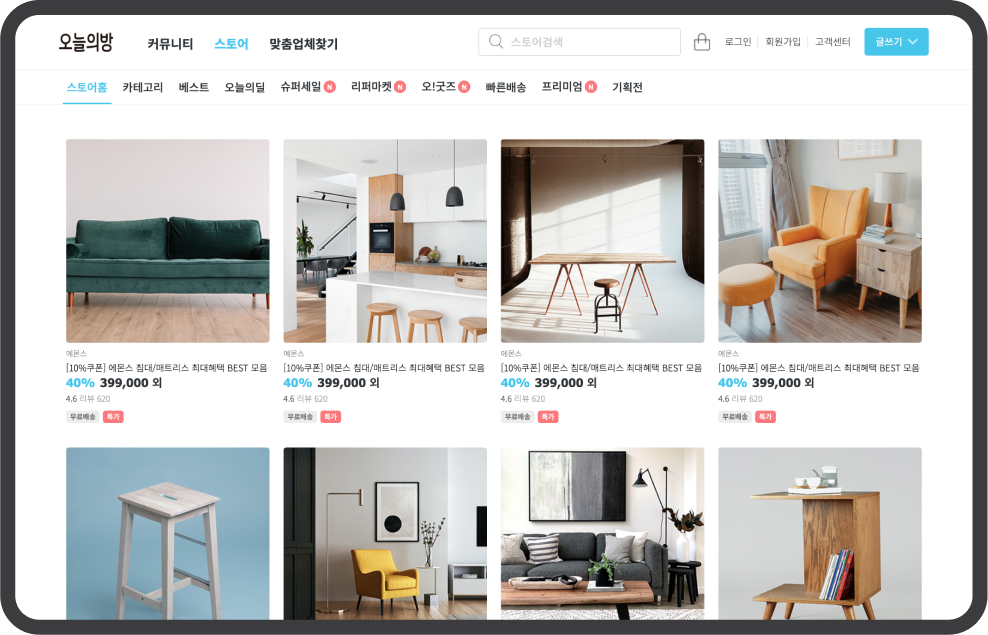 오늘의방 커뮤니티 스토어 맞춤업체찾기 스토어검색 로그인 회원가입 고객센터 글쓰기
스토어홈 카테고리 베스트 오늘의딜 슈퍼세일 N 리퍼마켓 N 오!굿즈 N 빠른배송 프리미엄 N 기획전
에몬스 에몬스 에몬스 에몬스
[10%쿠폰] 에몬스 침대/매트리스 최대혜택 BEST 모음 [10%쿠폰] 에몬스 침대/매트리스 최대혜택 BEST 모음 [10%쿠폰] 에몬스 침대/매트리스 최대혜택 BEST 모음 [10%쿠폰] 에몬스 침대/매트리스 최대혜택 BEST 모음
40% 399,000 외 40% 399,000 외 40% 399,000 외 40% 399,000 외
4.6 리뷰 620 4.6 리뷰 620 4.6 리뷰 620 4.6 리뷰 620
무료배송 특가 무료배송 특가 무료배송 특가 무료배송 특가